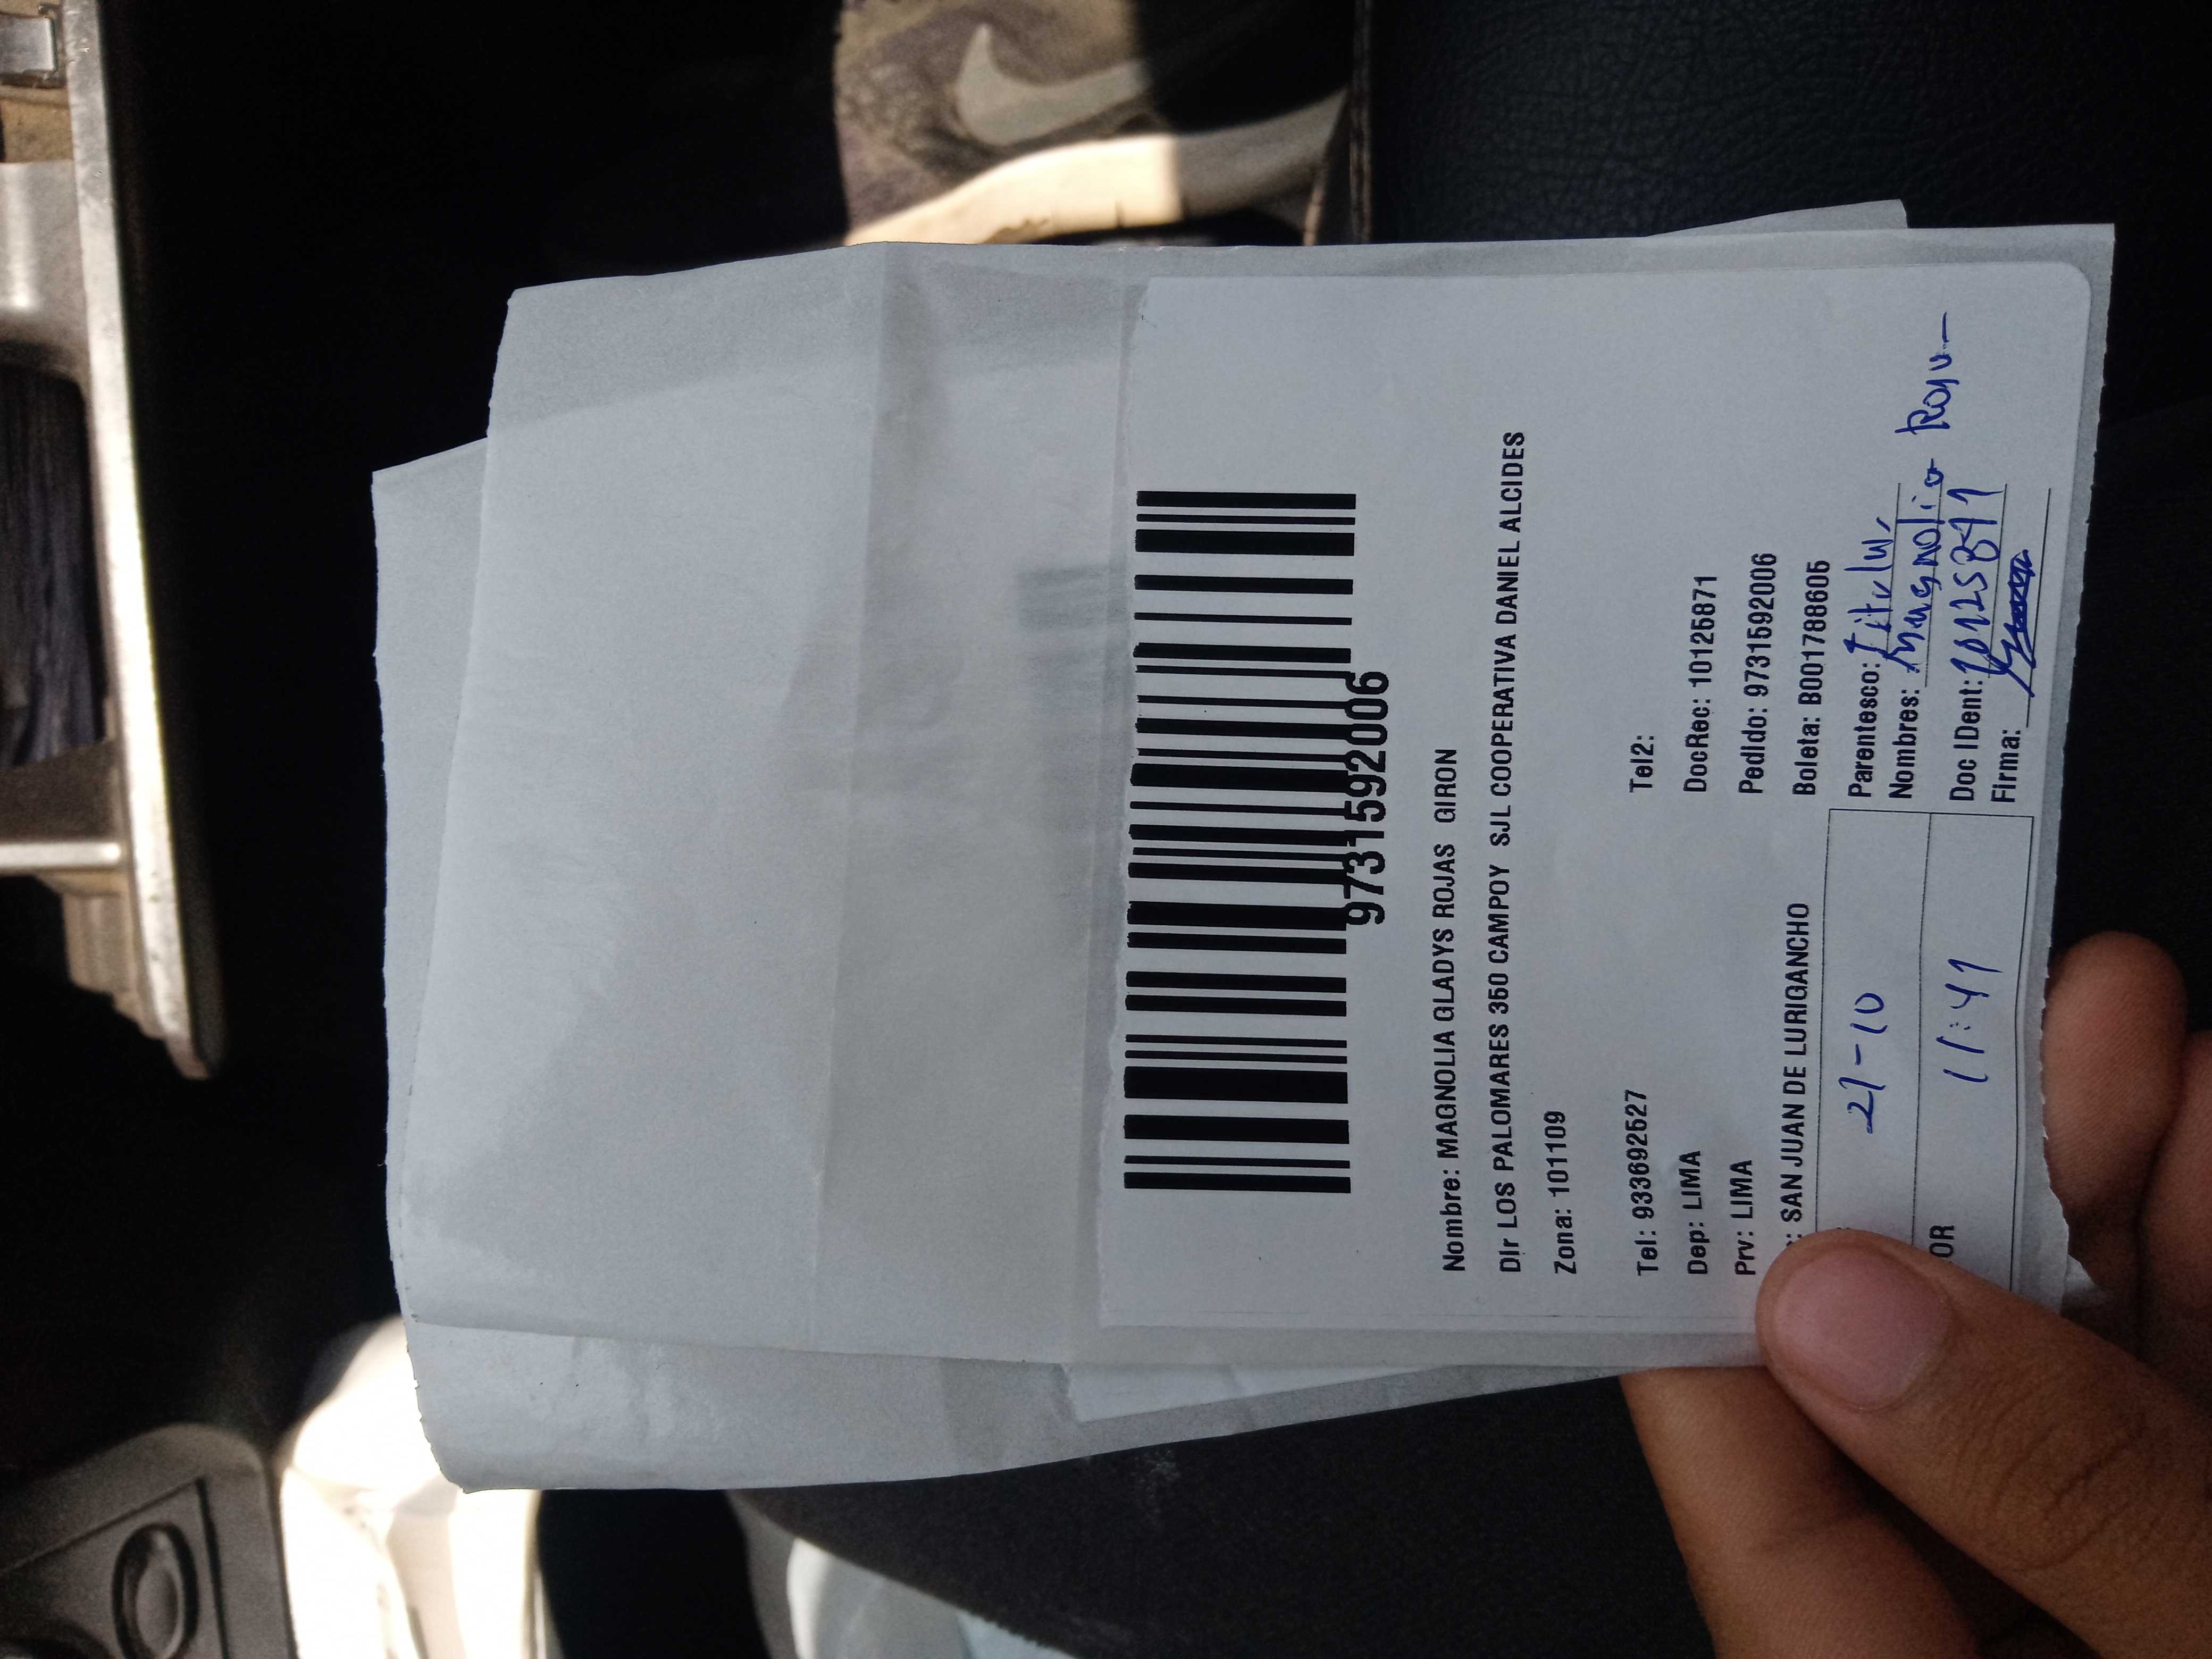 9731592006
Nombre: MAGNOLIA GLADYS ROJAS GIRON
Dir LOS PALOMARES 350 CAMPOY SJL COOPERATIVA DANIEL ALCIDES
Zona: 101109
Tel: 933692527 Tel2:
Dep: LIMA DocRec: 10125871
Prv: LIMA Pedido: 9731592006
: SAN JUAN DE LURIGANCHO Boleta: B001788605
21-10 Parentesco: Titular
Nombres: Magnolia
OR 11:41 Doc IDent:
Firma: